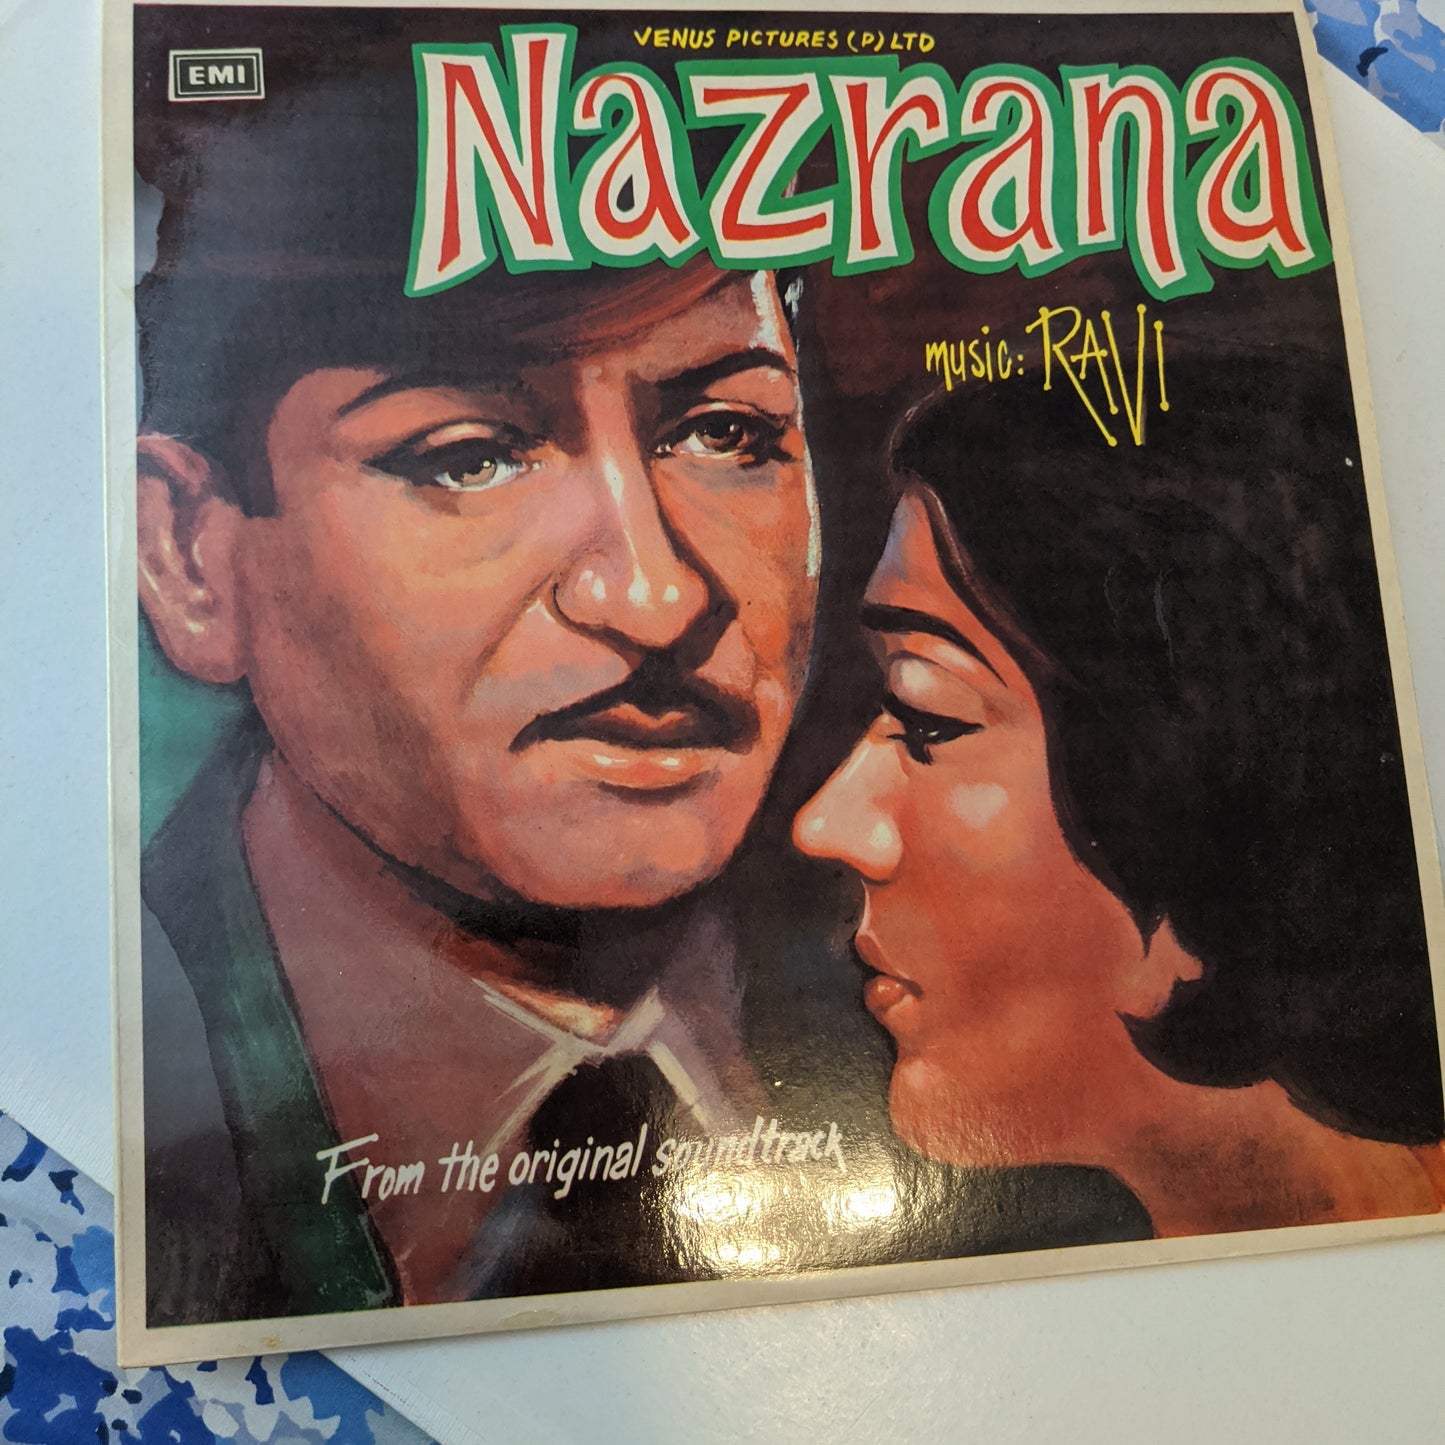 VENUS PICTURES (P) LTD
EMI
Nazrana
music: RAVI
From the original soundtrack